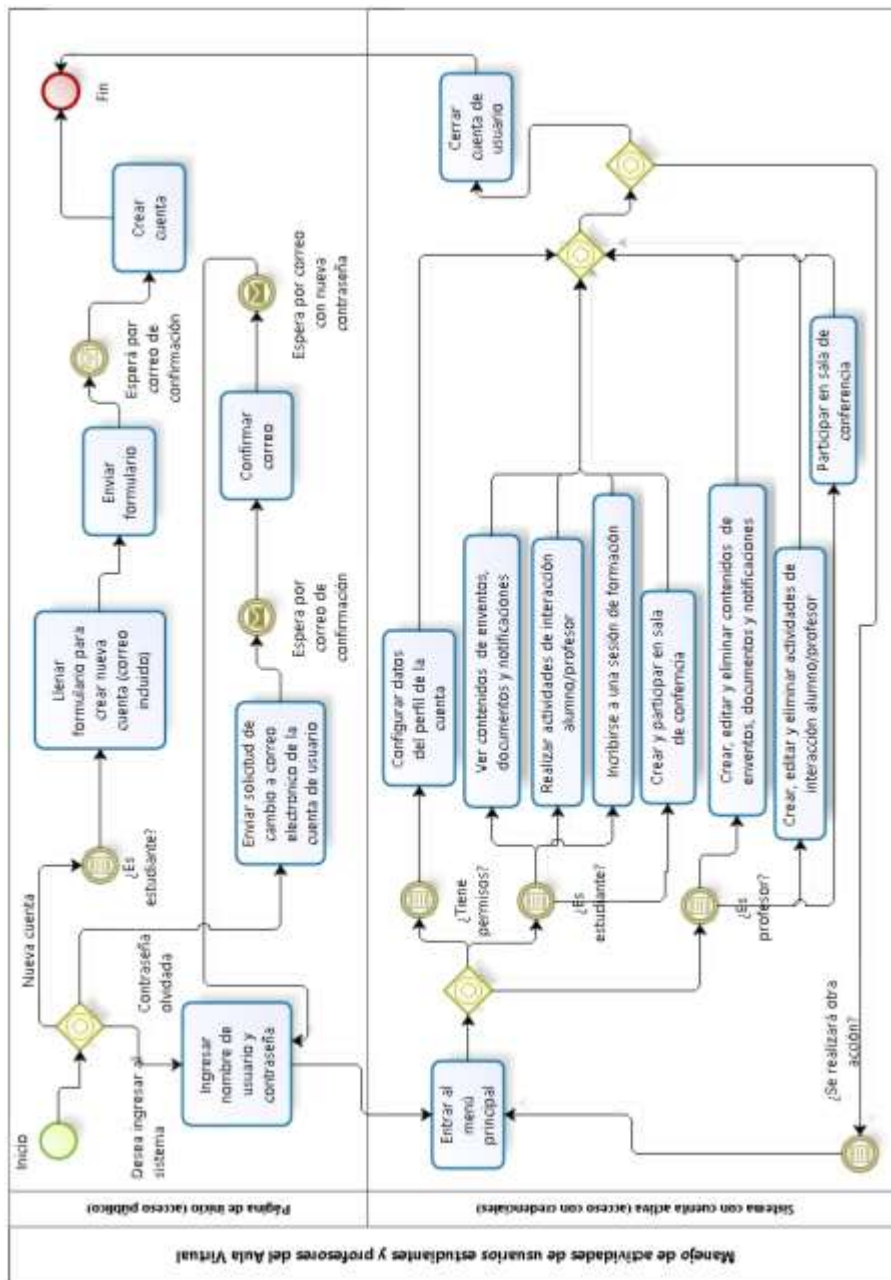 Manejo de actividades de usuarios estudiantes y profesores del Aula Virtual
Página de inicio (acceso público)
Inicio
Nueva cuenta
Desea ingresar al
sistema
Contraseña
olvidada
¿Es
estudiante?
Llenar
formulario para
crear nueva
cuenta (correo
incluido)
Enviar
formulario
Esperá por
correo de
confirmación
Crear
cuenta
Fin
Ingresar
nombre de
usuario y
contraseña
Enviar solicitud de
cambio a correo
electronico de la
cuenta de usuario
Espera por
correo de
confirmación
Confirmar
correo
Espera por correo
con nueva
contraseña
Sistema con cuenta activa (acceso con credenciales)
Entrar al
menú
principal
¿Tiene
permisos?
Configurar datos
del perfil de la
cuenta
Cerrar
cuenta de
usuario
¿Es
estudiante?
Ver contenidos de enventos,
documentos y notificaciones
Realizar actividades de interacción
alumno/profesor
Incribirse a una sesión de formación
Crear y participar en sala
de conferncia
¿Es
profesor?
Crear, editar y eliminar contenidos de
enventos, documentos y notificaciones
Crear, editar y eliminar actividades de
interacción alumno/profesor
Participar en sala de
conferencia
¿Se realizará otra
acción?